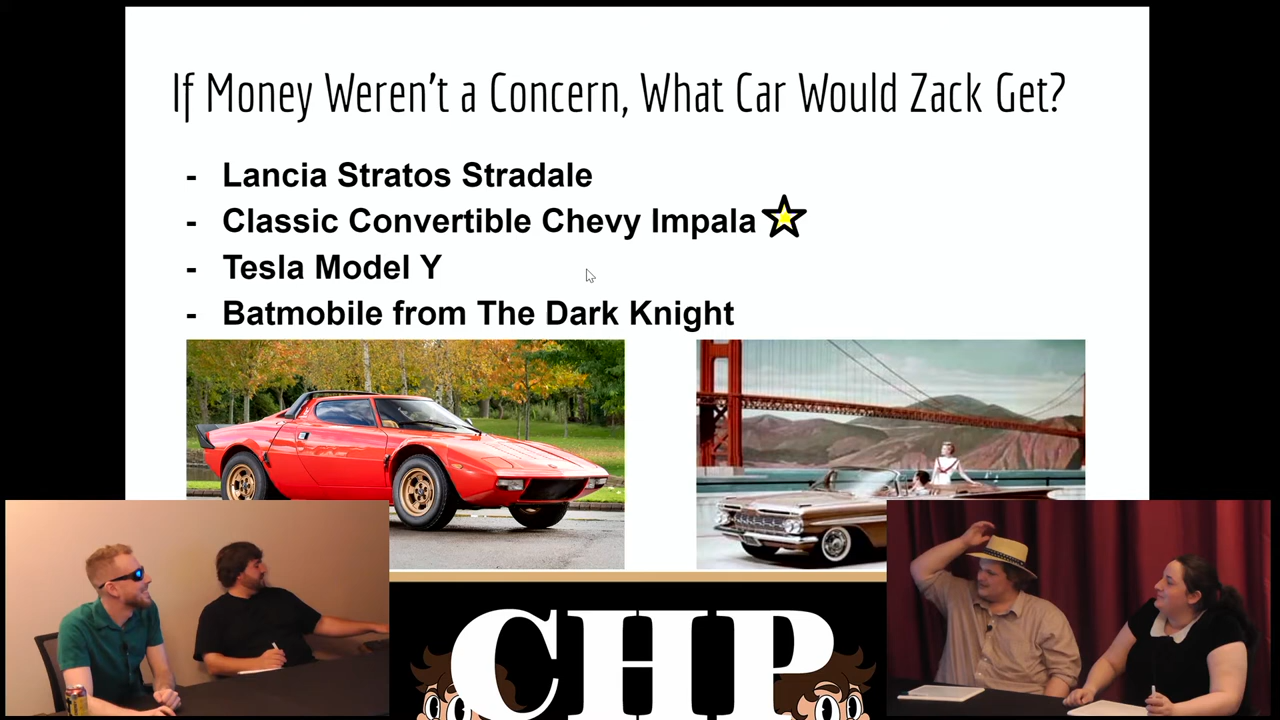 If Money Weren't a Concern, What Car Would Zack Get?
- Lancia Stratos Stradale
- Classic Convertible Chevy Impala
- Tesla Model Y
- Batmobile from The Dark Knight
CHP